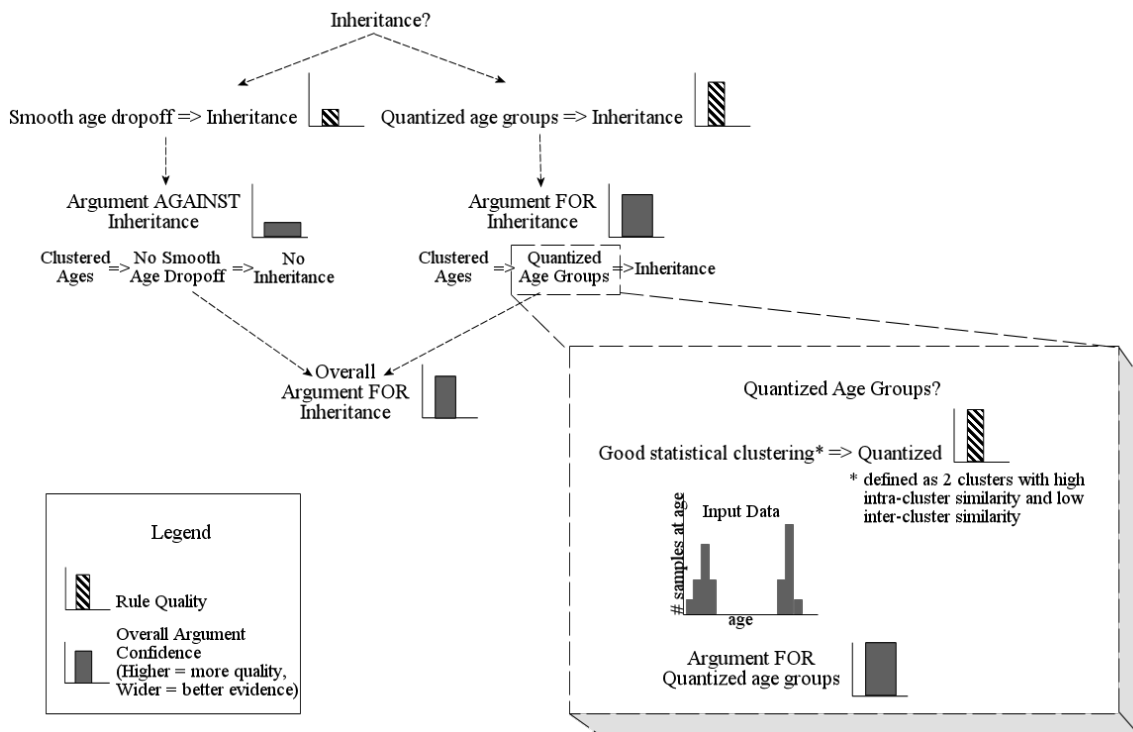 Inheritance?
Smooth age dropoff => Inheritance
Quantized age groups => Inheritance
Argument AGAINST
Inheritance
Argument FOR
Inheritance
Clustered
Ages
=>
No Smooth
Age Dropoff
=>
No
Inheritance
Clustered
Ages
=>
Quantized
Age Groups
=>
Inheritance
Overall
Argument FOR
Inheritance
Quantized Age Groups?
Good statistical clustering* => Quantized
* defined as 2 clusters with high
intra-cluster similarity and low
inter-cluster similarity
Input Data
# samples at age
age
Argument FOR
Quantized age groups
Legend
Rule Quality
Overall Argument
Confidence
(Higher = more quality,
Wider = better evidence)